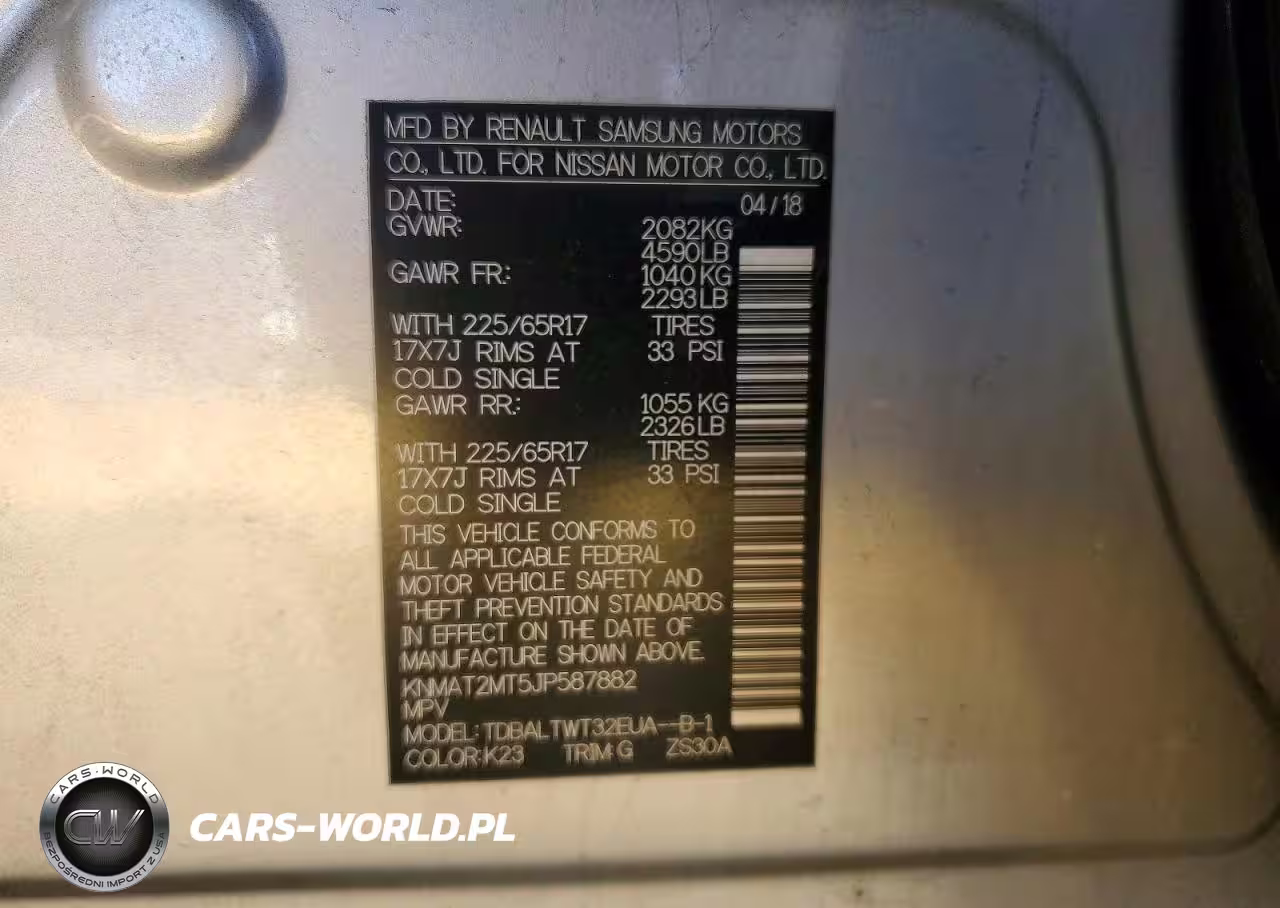 MFD BY RENAULT SAMSUNG MOTORS
CO., LTD. FOR NISSAN MOTOR CO., LTD.
DATE: 04/18
GVWR: 2082KG
4590LB
GAWR FR.: 1040KG
2293LB
WITH 225/65R17 TIRES
17X7J RIMS AT 33 PSI
COLD SINGLE
GAWR RR.: 1055KG
2326LB
WITH 225/65R17 TIRES
17X7J RIMS AT 33 PSI
COLD SINGLE
THIS VEHICLE CONFORMS TO
ALL APPLICABLE FEDERAL
MOTOR VEHICLE SAFETY AND
THEFT PREVENTION STANDARDS
IN EFFECT ON THE DATE OF
MANUFACTURE SHOWN ABOVE.
KNMAT2MT5JP587882
MPV
MODEL: TDBALTWT32EUA--B-1
COLOR:K23 TRIM:G ZS30A
CARS-WORLD
CW
BEZPOŚREDNI IMPORT Z USA
CARS-WORLD.PL